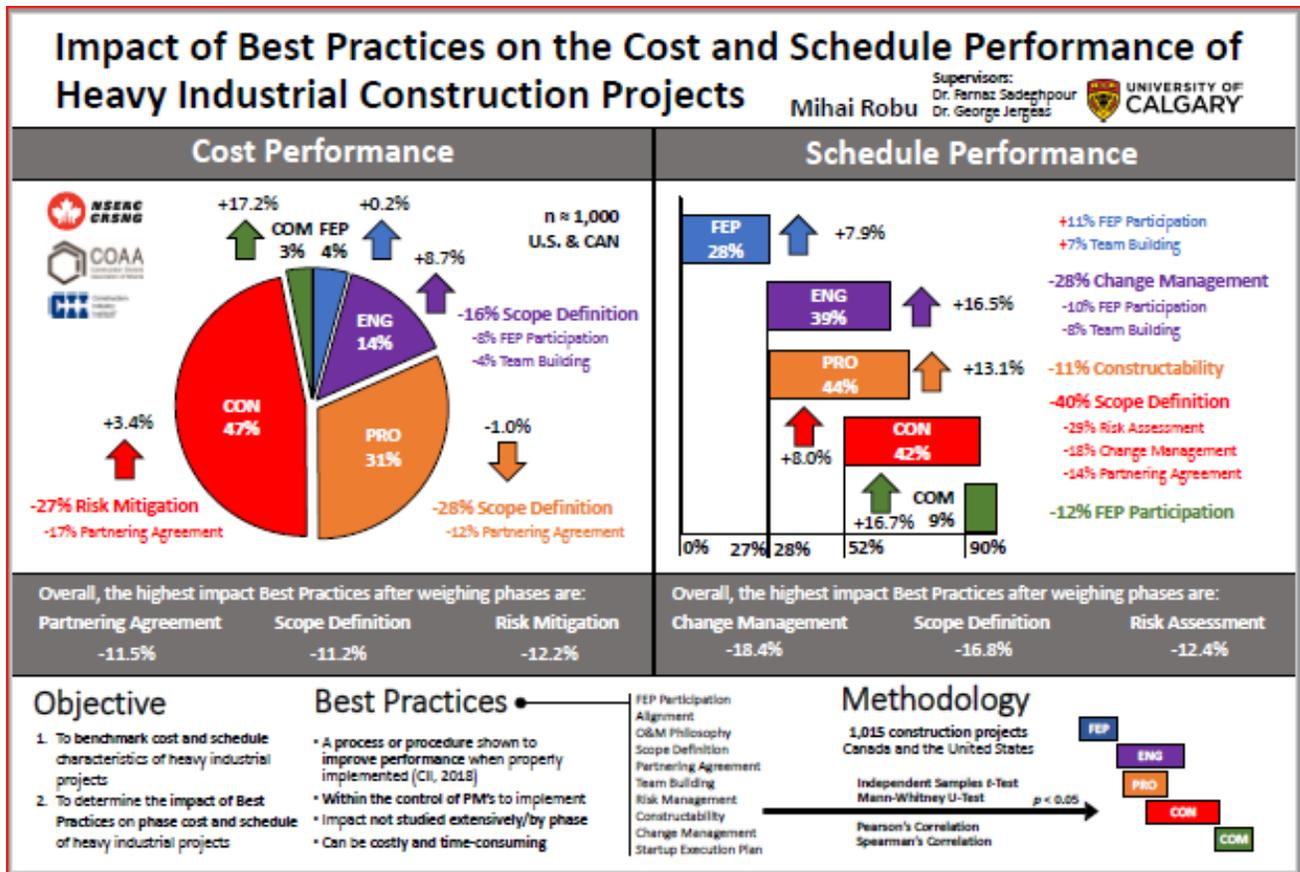 Impact of Best Practices on the Cost and Schedule Performance of
Heavy Industrial Construction Projects
Mihai Robu
Supervisors:
Dr. Farnaz Sadeghpour
Dr. George Jergeas
UNIVERSITY OF
CALGARY
Cost Performance
NSERC
CRSNG
COAA
CII
Construction
Industry
Institute
+17.2%
+0.2%
COM FEP
3% 4%
n ≈ 1,000
U.S. & CAN
+8.7%
ENG
14%
-16% Scope Definition
-8% FEP Participation
-4% Team Building
CON
47%
+3.4%
PRO
31%
-1.0%
-27% Risk Mitigation
-17% Partnering Agreement
-28% Scope Definition
-12% Partnering Agreement
Schedule Performance
FEP
28%
+7.9%
+11% FEP Participation
+7% Team Building
ENG
39%
+16.5%
-28% Change Management
-10% FEP Participation
-8% Team Building
PRO
44%
+13.1%
-11% Constructability
CON
42%
+8.0%
-40% Scope Definition
-29% Risk Assessment
-18% Change Management
-14% Partnering Agreement
COM
9%
+16.7%
-12% FEP Participation
0% 27% 28% 52% 90%
Overall, the highest impact Best Practices after weighing phases are:
Partnering Agreement Scope Definition Risk Mitigation
-11.5% -11.2% -12.2%
Overall, the highest impact Best Practices after weighing phases are:
Change Management Scope Definition Risk Assessment
-18.4% -16.8% -12.4%
Objective
1. To benchmark cost and schedule
characteristics of heavy industrial
projects
2. To determine the impact of Best
Practices on phase cost and schedule
of heavy industrial projects
Best Practices
▪ A process or procedure shown to
improve performance when properly
implemented (CII, 2018)
▪ Within the control of PM's to implement
▪ Impact not studied extensively/by phase
▪ Can be costly and time-consuming
FEP Participation
Alignment
O&M Philosophy
Scope Definition
Partnering Agreement
Team Building
Risk Management
Constructability
Change Management
Startup Execution Plan
Methodology
1,015 construction projects
Canada and the United States
Independent Samples t-Test
Mann-Whitney U-Test
p < 0.05
Pearson's Correlation
Spearman's Correlation
FEP
ENG
PRO
CON
COM